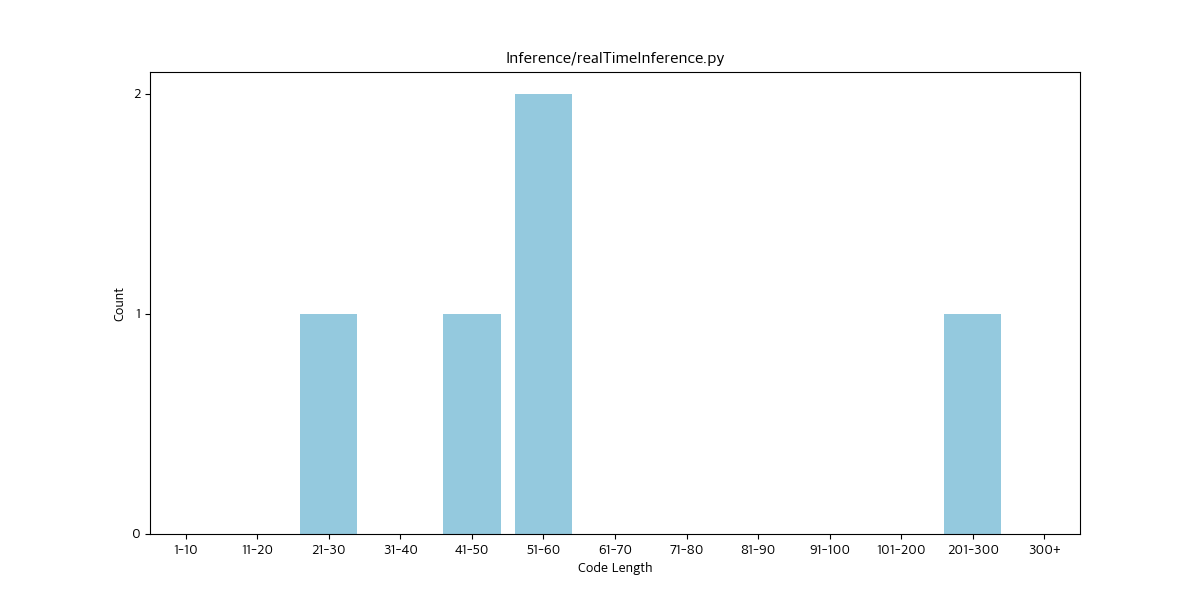 Inference/realTimeInference.py
2
1
0
Count
1-10 11-20 21-30 31-40 41-50 51-60 61-70 71-80 81-90 91-100 101-200 201-300 300+
Code Length